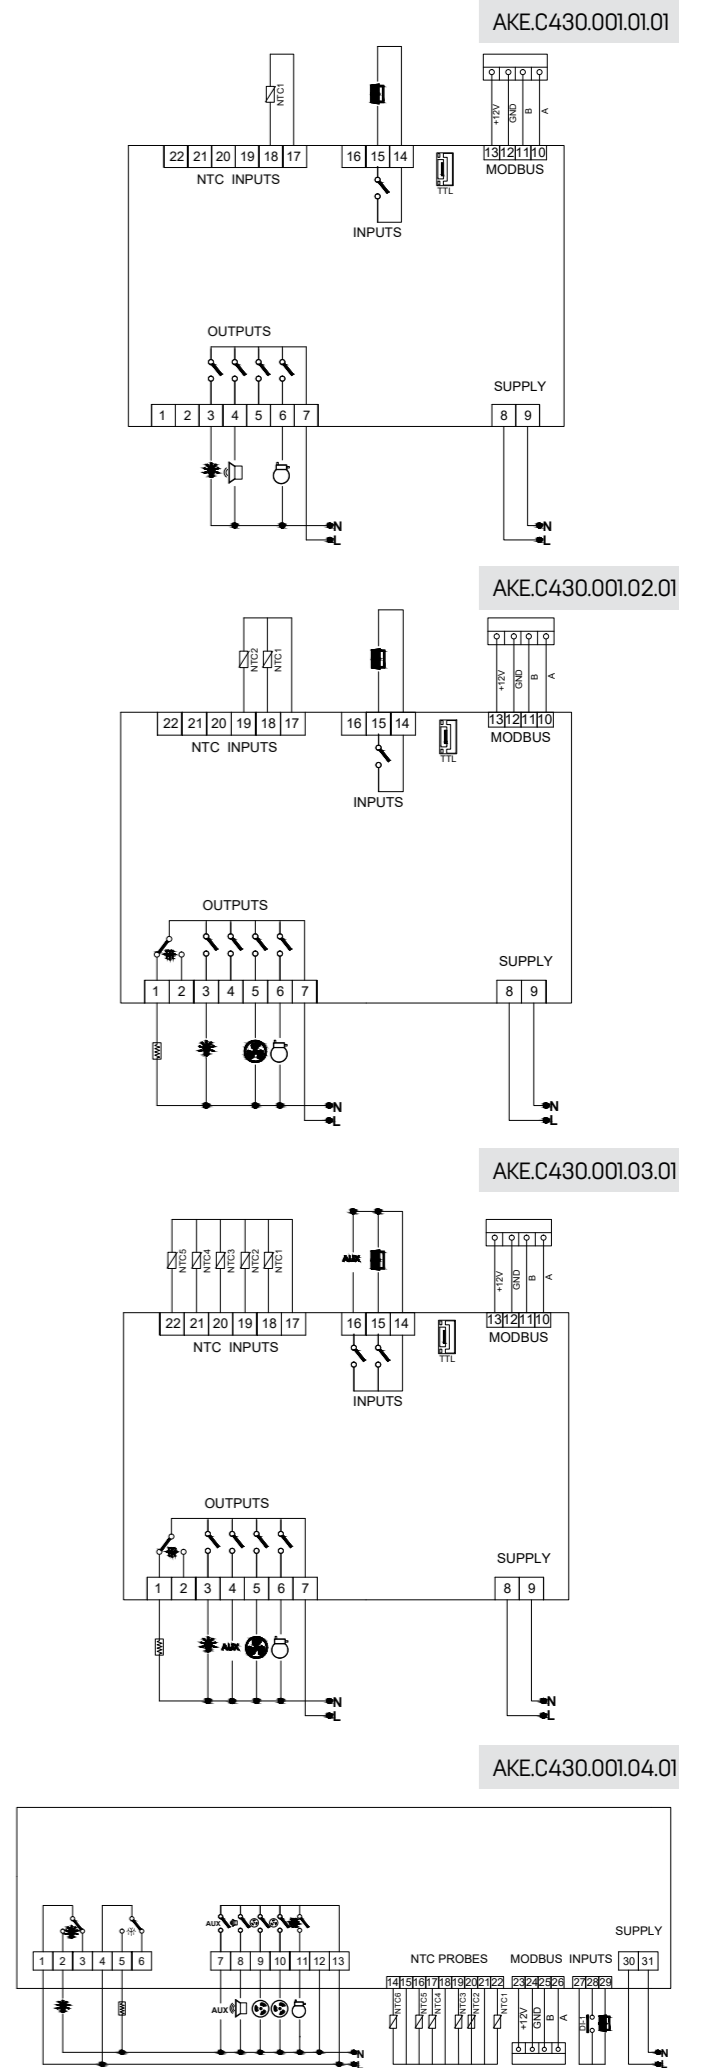 AKE.C430.001.01.01
NTC1
+12V GND B A
22 21 20 19 18 17 16 15 14 13 12 11 10
NTC INPUTS
TTL
MODBUS
INPUTS
OUTPUTS
SUPPLY
1 2 3 4 5 6 7 8 9
N N
L L
AKE.C430.001.02.01
NTC2 NTC1
+12V GND B A
22 21 20 19 18 17 16 15 14 13 12 11 10
NTC INPUTS
TTL
MODBUS
INPUTS
OUTPUTS
SUPPLY
1 2 3 4 5 6 7 8 9
N N
L L
AKE.C430.001.03.01
NTC5 NTC4 NTC3 NTC2 NTC1
AUX
+12V GND B A
22 21 20 19 18 17 16 15 14 13 12 11 10
NTC INPUTS
TTL
MODBUS
INPUTS
OUTPUTS
SUPPLY
1 2 3 4 5 6 7 8 9
AUX
N N
L L
AKE.C430.001.04.01
AUX
SUPPLY
1 2 3 4 5 6 7 8 9 10 11 12 13
NTC PROBES MODBUS INPUTS 30 31
14 15 16 17 18 19 20 21 22 23 24 25 26 27 28 29
AUX
NTC6 NTC5 NTC4 NTC3 NTC2 NTC1 +12V GND B A DI-1
N N
L L